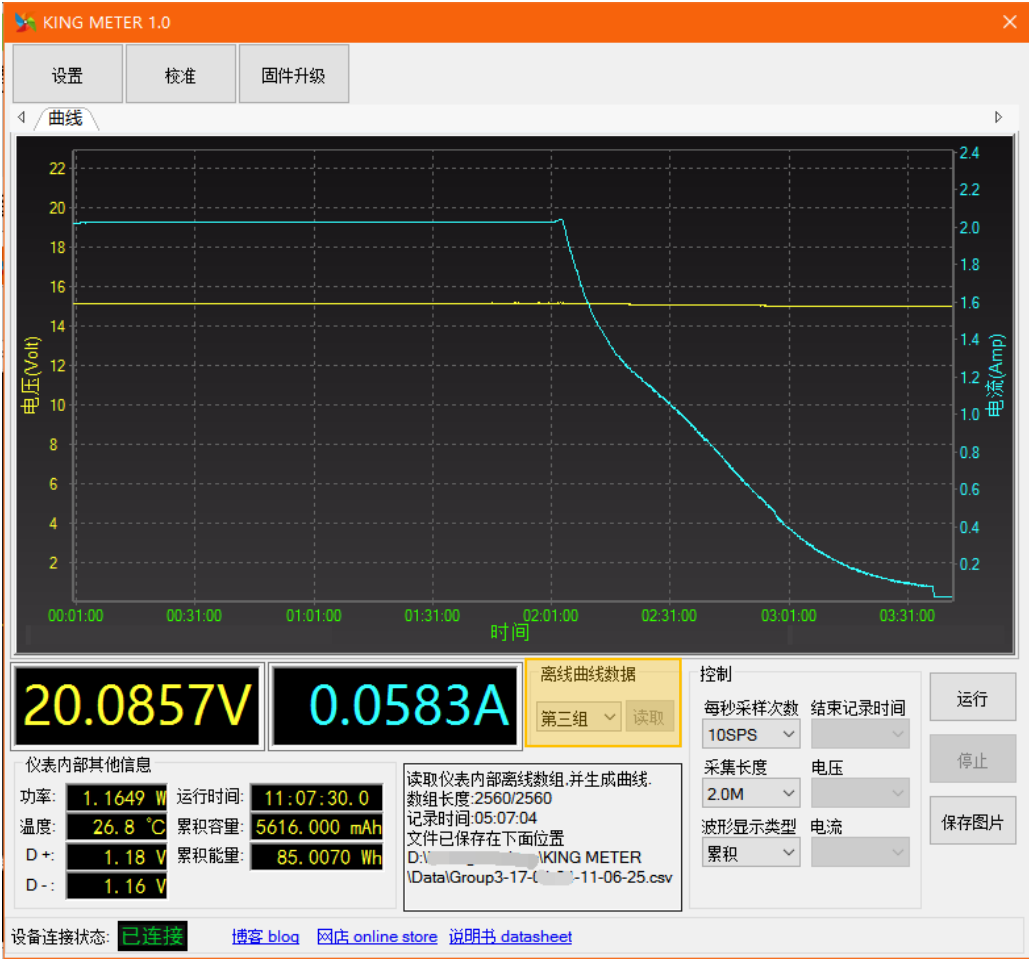 KING METER 1.0
设置 校准 固件升级
曲线
22
20
18
16
14
12
10
8
6
4
2
电压(Volt)
2.4
2.2
2.0
1.8
1.6
1.4
1.2
1.0
0.8
0.6
0.4
0.2
电流(Amp)
00:01:00 00:31:00 01:01:00 01:31:00 02:01:00 02:31:00 03:01:00 03:31:00
时间
20.0857V 0.0583A
离线曲线数据
第三组 读取
仪表内部其他信息
功率: 1.1649 W 运行时间: 11:07:30.0
温度: 26.8 ℃ 累积容量: 5616.000 mAh
D+: 1.18 V 累积能量: 85.0070 Wh
D-: 1.16 V
读取仪表内部离线数组.并生成曲线.
数组长度:2560/2560
记录时间:05:07:04
文件已保存在下面位置
D:\ \KING METER
\Data\Group3-17- -11-06-25.csv
控制
每秒采样次数 结束记录时间
10SPS
采集长度 电压
2.0M
波形显示类型 电流
累积
运行
停止
保存图片
设备连接状态: 已连接 博客 blog 网店 online store 说明书 datasheet